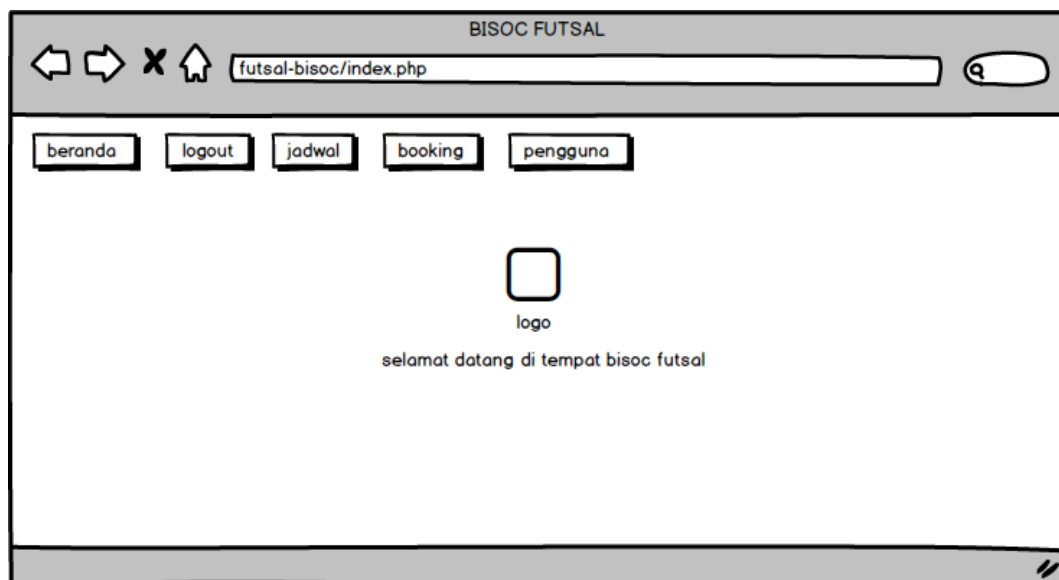 BISOC FUTSAL
futsal-bisoc/index.php
beranda logout jadwal booking pengguna
logo
selamat datang di tempat bisoc futsal